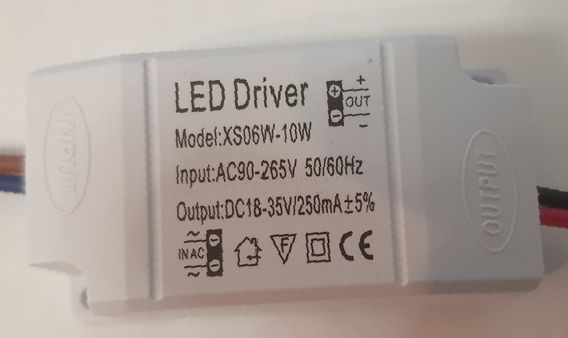 LED Driver
+
OUT
−
Model:XS06W-10W
Input:AC90-265V 50/60Hz
Output:DC18-35V/250mA±5%
~
IN AC
~
F
CE
INPUT
OUTPUT